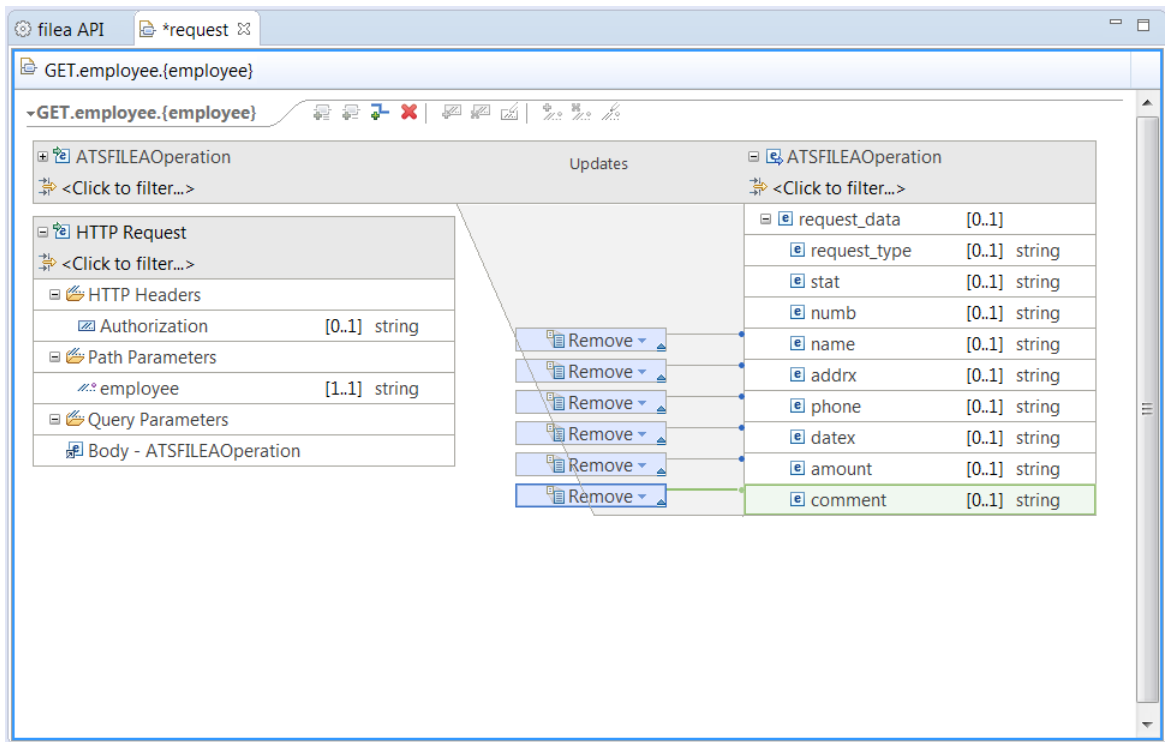 filea API *request
GET.employee.{employee}
GET.employee.{employee}
ATSFILEAOperation
<Click to filter...>
HTTP Request
<Click to filter...>
HTTP Headers
Authorization [0..1] string
Path Parameters
employee [1..1] string
Query Parameters
Body - ATSFILEAOperation
Updates
Remove
Remove
Remove
Remove
Remove
Remove
ATSFILEAOperation
<Click to filter...>
request_data [0..1]
request_type [0..1] string
stat [0..1] string
numb [0..1] string
name [0..1] string
addrx [0..1] string
phone [0..1] string
datex [0..1] string
amount [0..1] string
comment [0..1] string